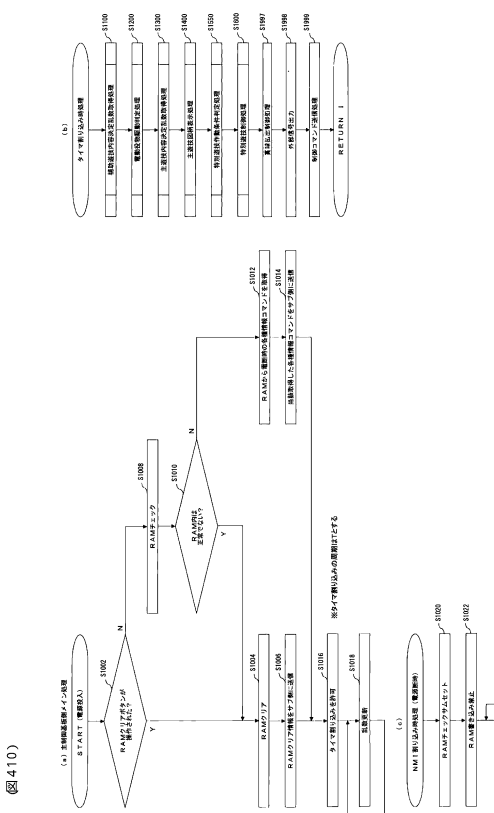 (図410)
(a) 主制御基板側メイン処理
START (電源投入)
S1002
RAMクリアボタンが
操作された?
N
Y
S1008
RAMチェック
S1010
RAM内は
正常でない?
N
Y
S1004
RAMクリア
S1006
RAMクリア情報をサブ側に送信
S1012
RAMから電断時の各種情報コマンドを取得
S1014
当該取得した各種情報コマンドをサブ側に送信
S1016
タイマ割り込みを許可
※タイマ割り込みの周期はTとする
S1018
乱数更新
(b)
タイマ割り込み時処理
S1100
補助遊技内容決定乱数取得処理
S1200
電動役物駆動判定処理
S1300
主遊技内容決定乱数取得処理
S1400
主遊技図柄表示処理
S1550
特別遊技作動条件判定処理
S1600
特別遊技制御処理
S1997
賞球払出制御処理
S1998
外部信号出力
S1999
制御コマンド送信処理
RETURN I
(c)
NMI割り込み時処理 (電源断時)
S1020
RAMチェックサムセット
S1022
RAM書き込み禁止